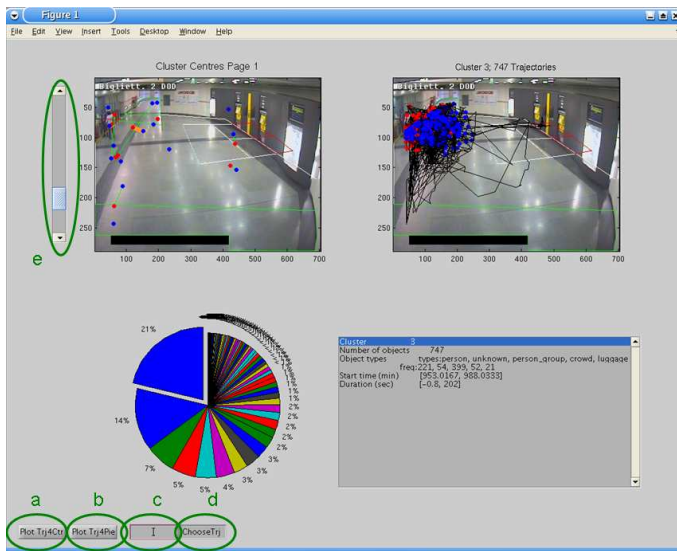 Figure 1
File Edit View Insert Tools Desktop Window Help
Cluster Centres Page 1
Bigliett. 2 DOD
50
100
150
200
250
100 200 300 400 500 600 700
Cluster 3; 747 Trajectories
Bigliett. 2 DOD
50
100
150
200
250
100 200 300 400 500 600 700
e
21%
14%
7%
5%
5%
4%
3%
3%
3%
2%
2%
2%
2%
2%
1%
1%
1%
Cluster 3
Number of objects 747
Object types types:person, unknown, person_group, crowd, luggage
freq:221, 54, 399, 52, 21
Start time (min) [953.0167, 988.0333]
Duration (sec) [-0.8, 202]
a b c d
Plot Trj4Ctr Plot Trj4Pie ChooseTrj